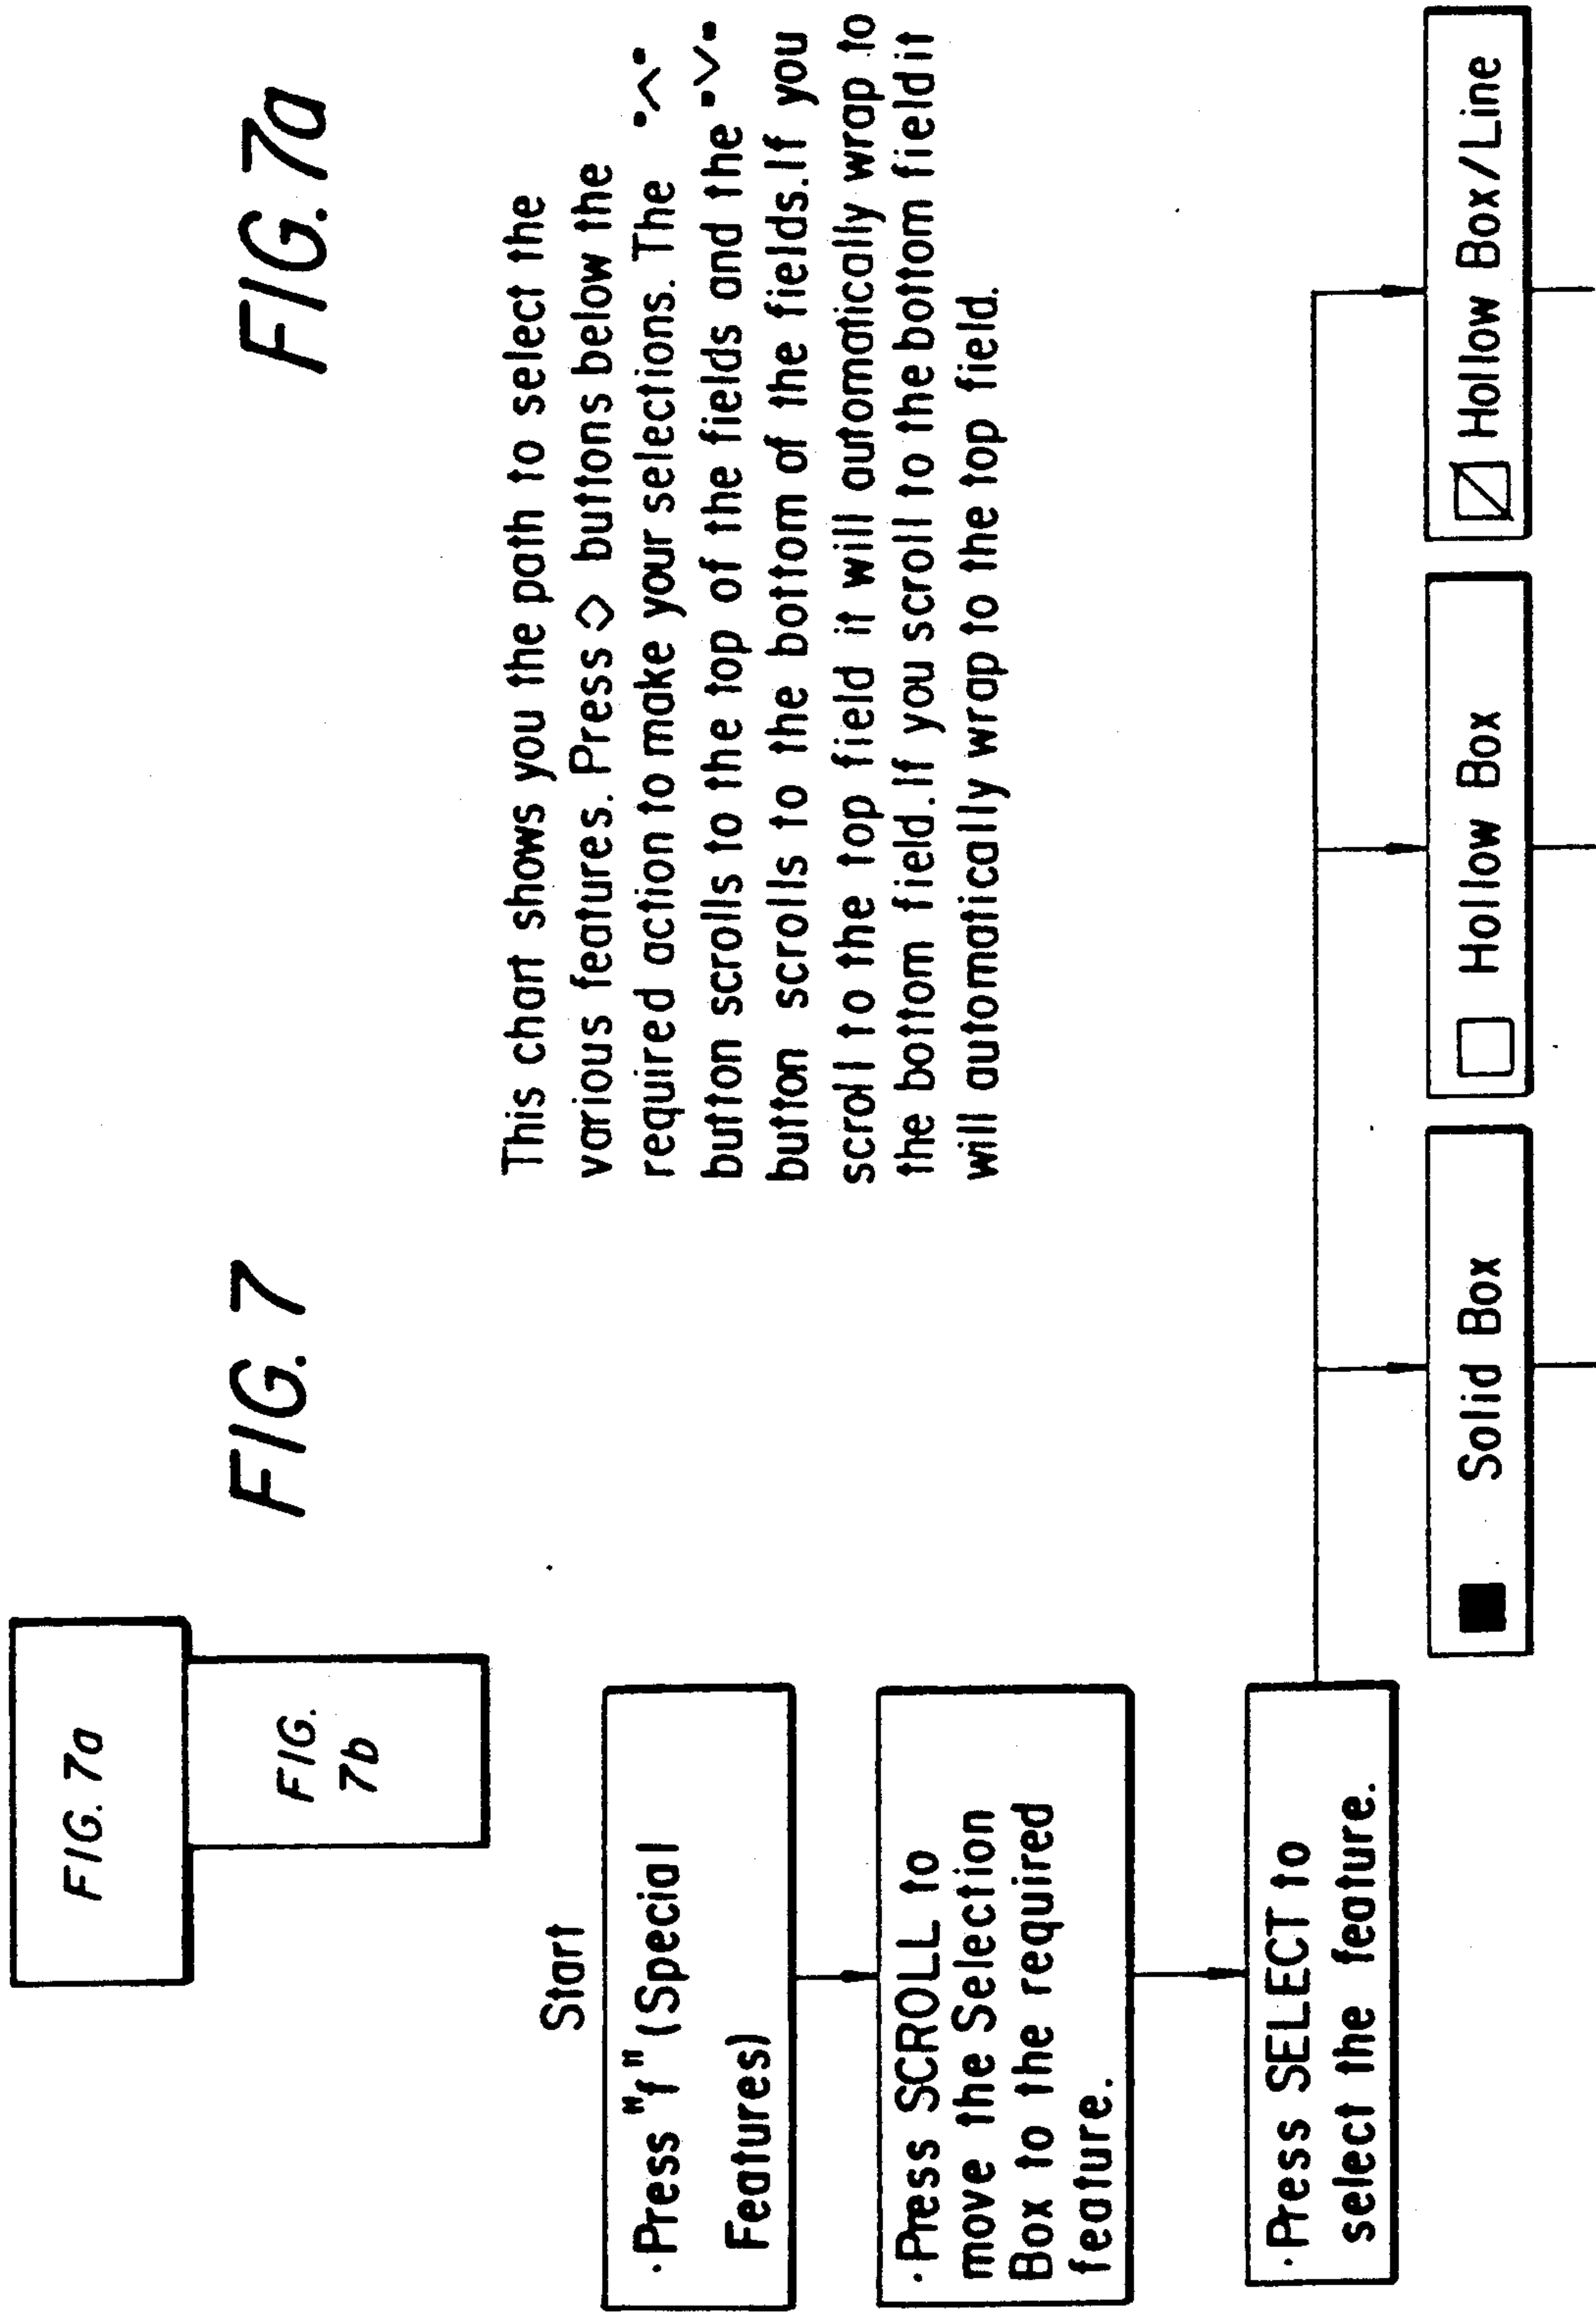 FIG. 7a
FIG.
7b
FIG. 7
FIG. 7a
This chart shows you the path to select the
various features. Press ◇ buttons below the
required action to make your selections. The "∧"
button scrolls to the top of the fields and the "∨"
button scrolls to the bottom of the fields. If you
scroll to the top field it will automatically wrap to
the bottom field. If you scroll to the bottom field it
will automatically wrap to the top field.
Start
·Press "f" (Special
Features)
·Press SCROLL to
move the Selection
Box to the required
feature.
·Press SELECT to
select the feature.
Solid Box
Hollow Box
Hollow Box/Line